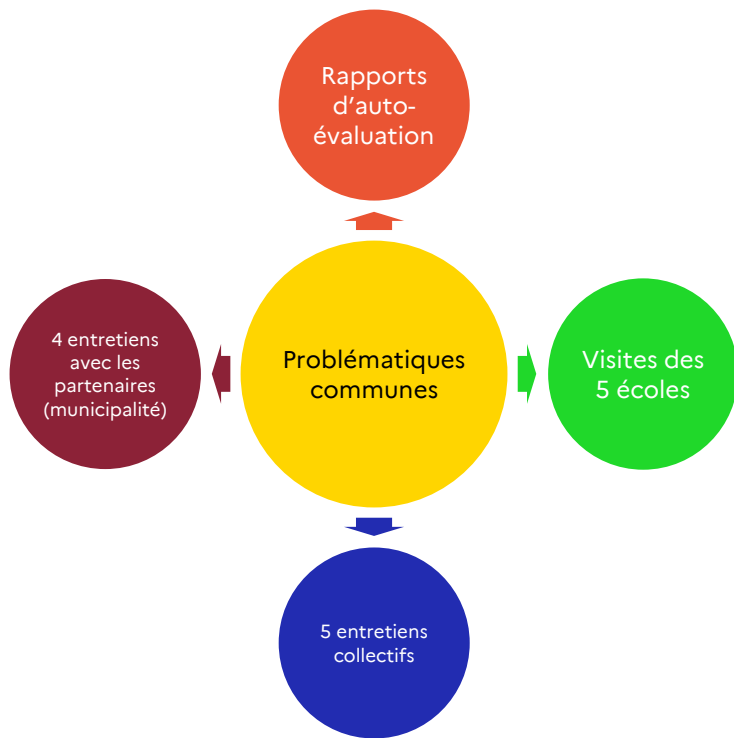 Rapports
d'auto-
évaluation
4 entretiens
avec les
partenaires
(municipalité)
Problématiques
communes
Visites des
5 écoles
5 entretiens
collectifs